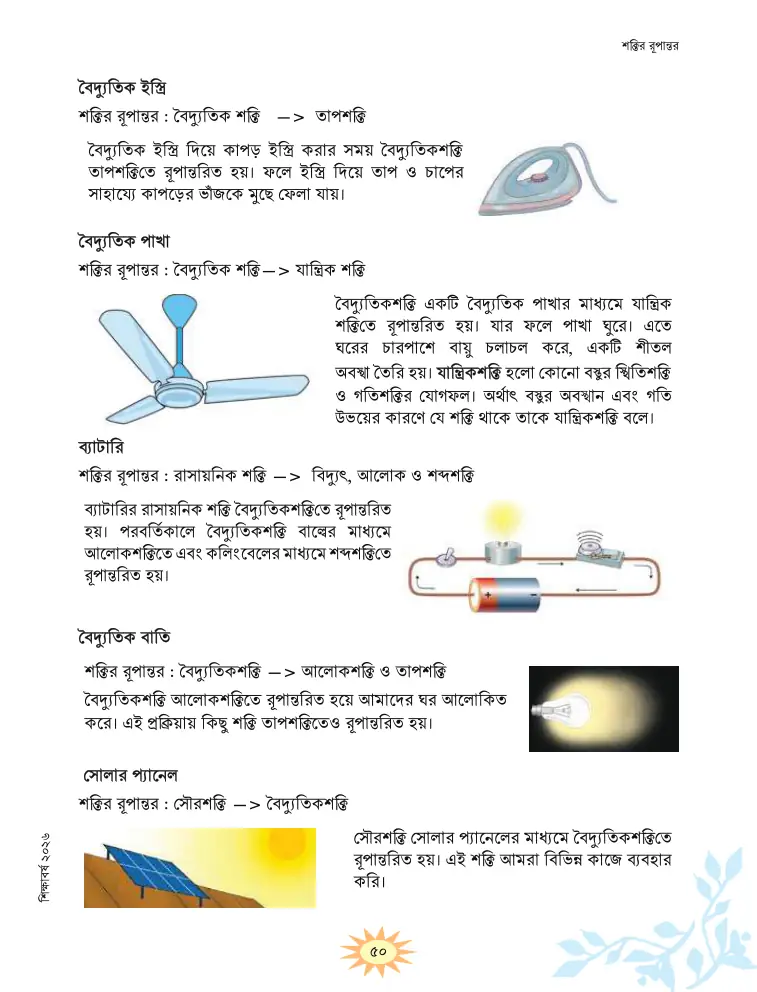 শক্তির রূপান্তর
বৈদ্যুতিক ইস্ত্রি
শক্তির রূপান্তর : বৈদ্যুতিক শক্তি —> তাপশক্তি
বৈদ্যুতিক ইস্ত্রি দিয়ে কাপড় ইস্ত্রি করার সময় বৈদ্যুতিকশক্তি
তাপশক্তিতে রূপান্তরিত হয়। ফলে ইস্ত্রি দিয়ে তাপ ও চাপের
সাহায্যে কাপড়ের ভাঁজকে মুছে ফেলা যায়।
বৈদ্যুতিক পাখা
শক্তির রূপান্তর : বৈদ্যুতিক শক্তি—> যান্ত্রিক শক্তি
বৈদ্যুতিকশক্তি একটি বৈদ্যুতিক পাখার মাধ্যমে যান্ত্রিক
শক্তিতে রূপান্তরিত হয়। যার ফলে পাখা ঘুরে। এতে
ঘরের চারপাশে বায়ু চলাচল করে, একটি শীতল
অবস্থা তৈরি হয়। যান্ত্রিকশক্তি হলো কোনো বস্তুর স্থিতিশক্তি
ও গতিশক্তির যোগফল। অর্থাৎ বস্তুর অবস্থান এবং গতি
উভয়ের কারণে যে শক্তি থাকে তাকে যান্ত্রিকশক্তি বলে।
ব্যাটারি
শক্তির রূপান্তর : রাসায়নিক শক্তি —> বিদ্যুৎ, আলোক ও শব্দশক্তি
ব্যাটারির রাসায়নিক শক্তি বৈদ্যুতিকশক্তিতে রূপান্তরিত
হয়। পরবর্তিকালে বৈদ্যুতিকশক্তি বাল্বের মাধ্যমে
আলোকশক্তিতে এবং কলিংবেলের মাধ্যমে শব্দশক্তিতে
রূপান্তরিত হয়।
+ –
বৈদ্যুতিক বাতি
শক্তির রূপান্তর : বৈদ্যুতিকশক্তি —> আলোকশক্তি ও তাপশক্তি
বৈদ্যুতিকশক্তি আলোকশক্তিতে রূপান্তরিত হয়ে আমাদের ঘর আলোকিত
করে। এই প্রক্রিয়ায় কিছু শক্তি তাপশক্তিতেও রূপান্তরিত হয়।
সোলার প্যানেল
শক্তির রূপান্তর : সৌরশক্তি —> বৈদ্যুতিকশক্তি
সৌরশক্তি সোলার প্যানেলের মাধ্যমে বৈদ্যুতিকশক্তিতে
রূপান্তরিত হয়। এই শক্তি আমরা বিভিন্ন কাজে ব্যবহার
করি।
শিক্ষাবর্ষ ২০২৬
৫০